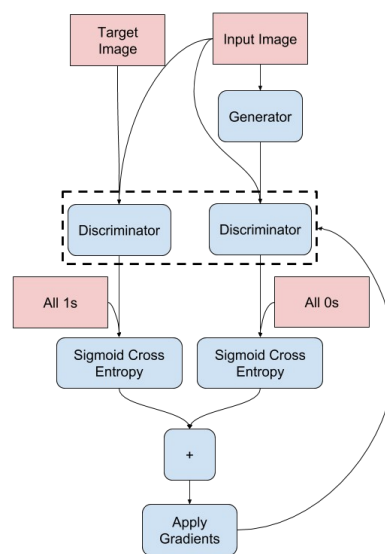 Target
Image
Input Image
Generator
Discriminator
Discriminator
All 1s
All 0s
Sigmoid Cross
Entropy
Sigmoid Cross
Entropy
+
Apply
Gradients